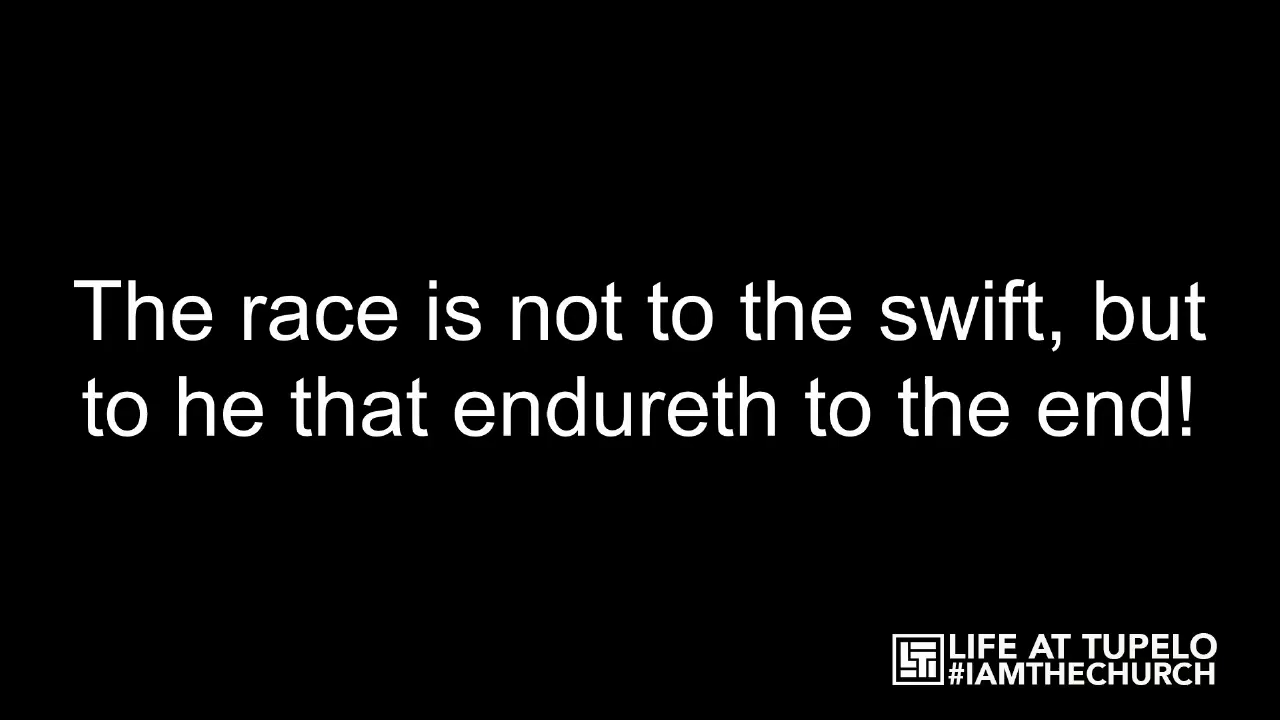 The race is not to the swift, but
to he that endureth to the end!
LIFE AT TUPELO
#IAMTHECHURCH